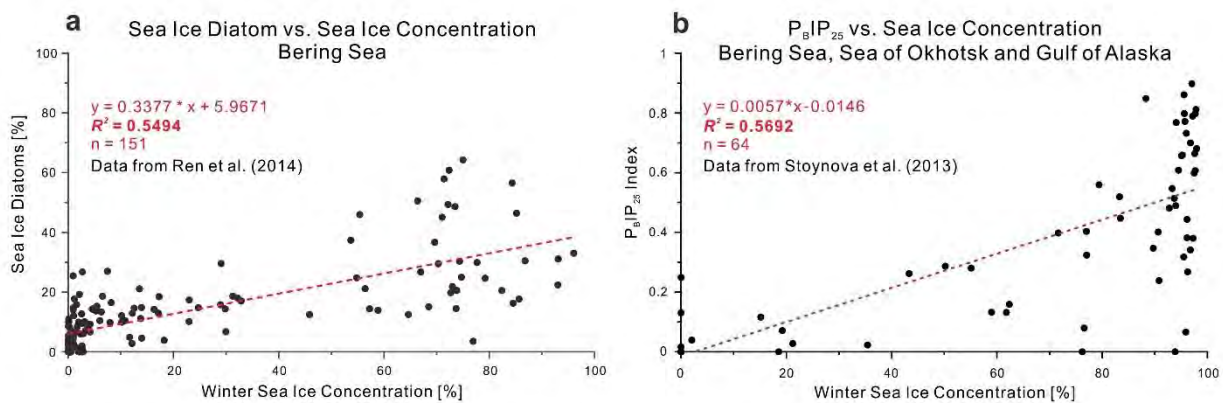 a
Sea Ice Diatom vs. Sea Ice Concentration
Bering Sea
100
80
60
40
20
0
Sea Ice Diatoms [%]
y = 0.3377 * x + 5.9671
R² = 0.5494
n = 151
Data from Ren et al. (2014)
0 20 40 60 80 100
Winter Sea Ice Concentration [%]
b
P_BIP₂₅ vs. Sea Ice Concentration
Bering Sea, Sea of Okhotsk and Gulf of Alaska
1
0.8
0.6
0.4
0.2
0
P_BIP₂₅ Index
y = 0.0057*x-0.0146
R² = 0.5692
n = 64
Data from Stoynova et al. (2013)
0 20 40 60 80 100
Winter Sea Ice Concentration [%]